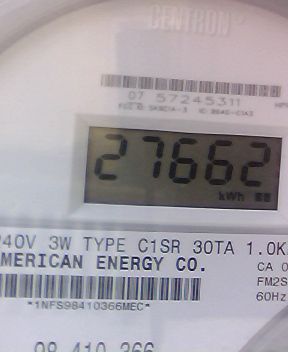 CENTRON
07 57245311
27662
kWh
240V 3W TYPE C1SR 30TA 1.0K
AMERICAN ENERGY CO.
CA 0
FM2S
60Hz
*1NFS98410366MEC*
98 410 366